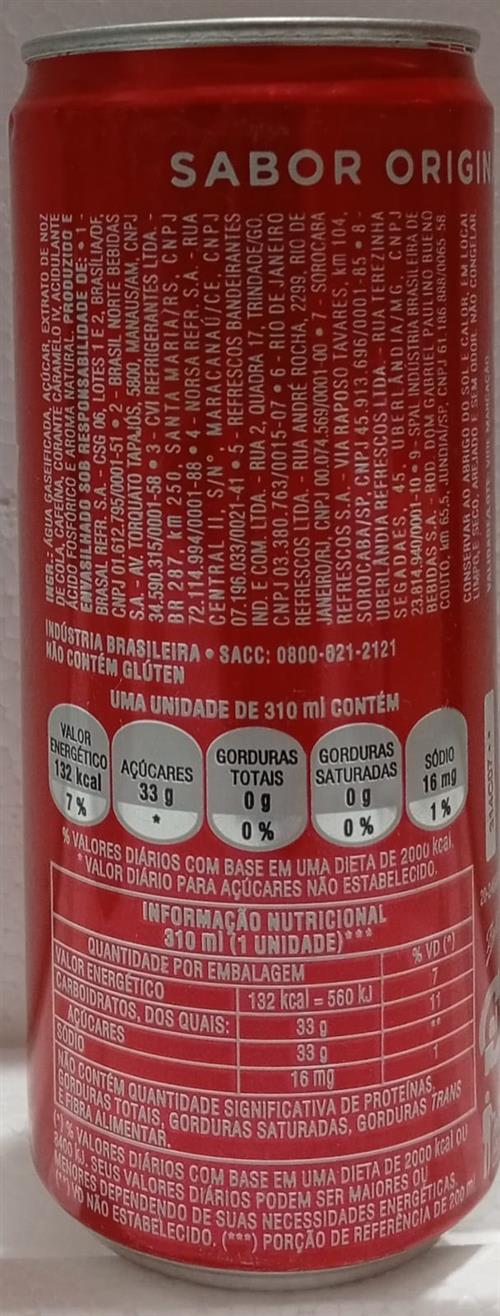 SABOR ORIGIN
INGR.: ÁGUA GASEIFICADA, AÇÚCAR, EXTRATO DE NOZ
DE COLA, CAFEÍNA, CORANTE CARAMELO IV, ACIDULANTE
ÁCIDO FOSFÓRICO E AROMA NATURAL. PRODUZIDO E
ENVASILHADO SOB RESPONSABILIDADE DE: • 1 -
BRASAL REFR. S.A. - CSG 06, LOTES 1 E 2, BRASÍLIA/DF,
CNPJ 01.612.795/0001-51 • 2 - BRASIL NORTE BEBIDAS
S.A. - AV. TORQUATO TAPAJÓS, 5800, MANAUS/AM, CNPJ
34.590.315/0001-58 • 3 - CVI REFRIGERANTES LTDA. -
BR 287, km 250, SANTA MARIA/RS, CNPJ
72.114.994/0001-88 • 4 - NORSA REFR. S.A. - RUA
CENTRAL II, S/Nº MARACANAÚ/CE, CNPJ
07.196.033/0021-41 • 5 - REFRESCOS BANDEIRANTES
IND. E COM. LTDA. - RUA 2, QUADRA 17, TRINDADE/GO,
CNPJ 03.380.763/0015-07 • 6 - RIO DE JANEIRO
REFRESCOS LTDA. - RUA ANDRÉ ROCHA, 2299, RIO DE
JANEIRO/RJ, CNPJ 00.074.569/0001-00 • 7 - SOROCABA
REFRESCOS S.A. - VIA RAPOSO TAVARES, km 104,
SOROCABA/SP, CNPJ 45.913.696/0001-85 • 8 -
UBERLÂNDIA REFRESCOS LTDA. - RUA TEREZINA
SEGADAES, 45, UBERLÂNDIA/MG, CNPJ
23.814.940/0001-10 • 9 - SPAL INDÚSTRIA BRASILEIRA DE
BEBIDAS S.A. - ROD. DOM GABRIEL PAULINO BUENO
COUTO, km 65,5, JUNDIAÍ/SP, CNPJ 61.186.888/0065-58.
CONSERVAR AO ABRIGO DO SOL E CALOR, EM LOCAL
LIMPO E SECO, AREJADO E SEM ODOR. NÃO CONGELAR.
VALIDADE/LOTE: VIDE MARCAÇÃO
INDÚSTRIA BRASILEIRA • SACC: 0800-021-2121
NÃO CONTÉM GLÚTEN
UMA UNIDADE DE 310 ml CONTÉM
VALOR
ENERGÉTICO
132 kcal
7 %
AÇÚCARES
33 g
*
GORDURAS
TOTAIS
0 g
0 %
GORDURAS
SATURADAS
0 g
0 %
SÓDIO
16 mg
1 %
% VALORES DIÁRIOS COM BASE EM UMA DIETA DE 2000 kcal.
* VALOR DIÁRIO PARA AÇÚCARES NÃO ESTABELECIDO.
INFORMAÇÃO NUTRICIONAL
310 ml (1 UNIDADE)***
QUANTIDADE POR EMBALAGEM % VD (*)
VALOR ENERGÉTICO 132 kcal = 560 kJ 7
CARBOIDRATOS, DOS QUAIS: 33 g 11
AÇÚCARES 33 g **
SÓDIO 16 mg 1
NÃO CONTÉM QUANTIDADE SIGNIFICATIVA DE PROTEÍNAS,
GORDURAS TOTAIS, GORDURAS SATURADAS, GORDURAS TRANS
E FIBRA ALIMENTAR.
(*) % VALORES DIÁRIOS COM BASE EM UMA DIETA DE 2000 kcal OU
8400 kJ. SEUS VALORES DIÁRIOS PODEM SER MAIORES OU
MENORES DEPENDENDO DE SUAS NECESSIDADES ENERGÉTICAS.
(**) VD NÃO ESTABELECIDO. (***) PORÇÃO DE REFERÊNCIA DE 200 ml